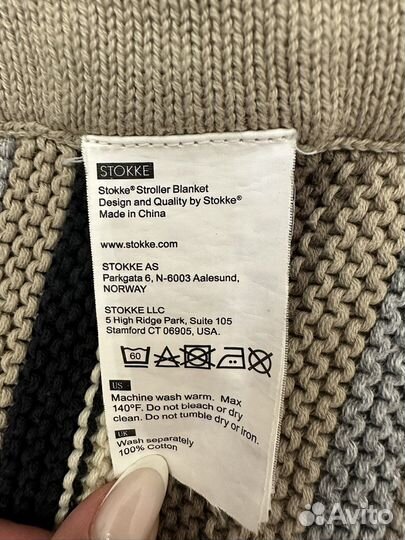 STOKKE
Stokke® Stroller Blanket
Design and Quality by Stokke®
Made in China
www.stokke.com
STOKKE AS
Parkgata 6, N-6003 Aalesund,
NORWAY
STOKKE LLC
5 High Ridge Park, Suite 105
Stamford CT 06905, USA.
60
US
Machine wash warm. Max
140°F. Do not bleach or dry
clean. Do not tumble dry or iron.
UK
Wash separately
100% Cotton
Avito